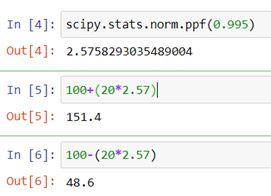 In [4]: scipy.stats.norm.ppf(0.995)
Out[4]: 2.5758293035489004
In [5]: 100+(20*2.57)
Out[5]: 151.4
In [6]: 100-(20*2.57)
Out[6]: 48.6